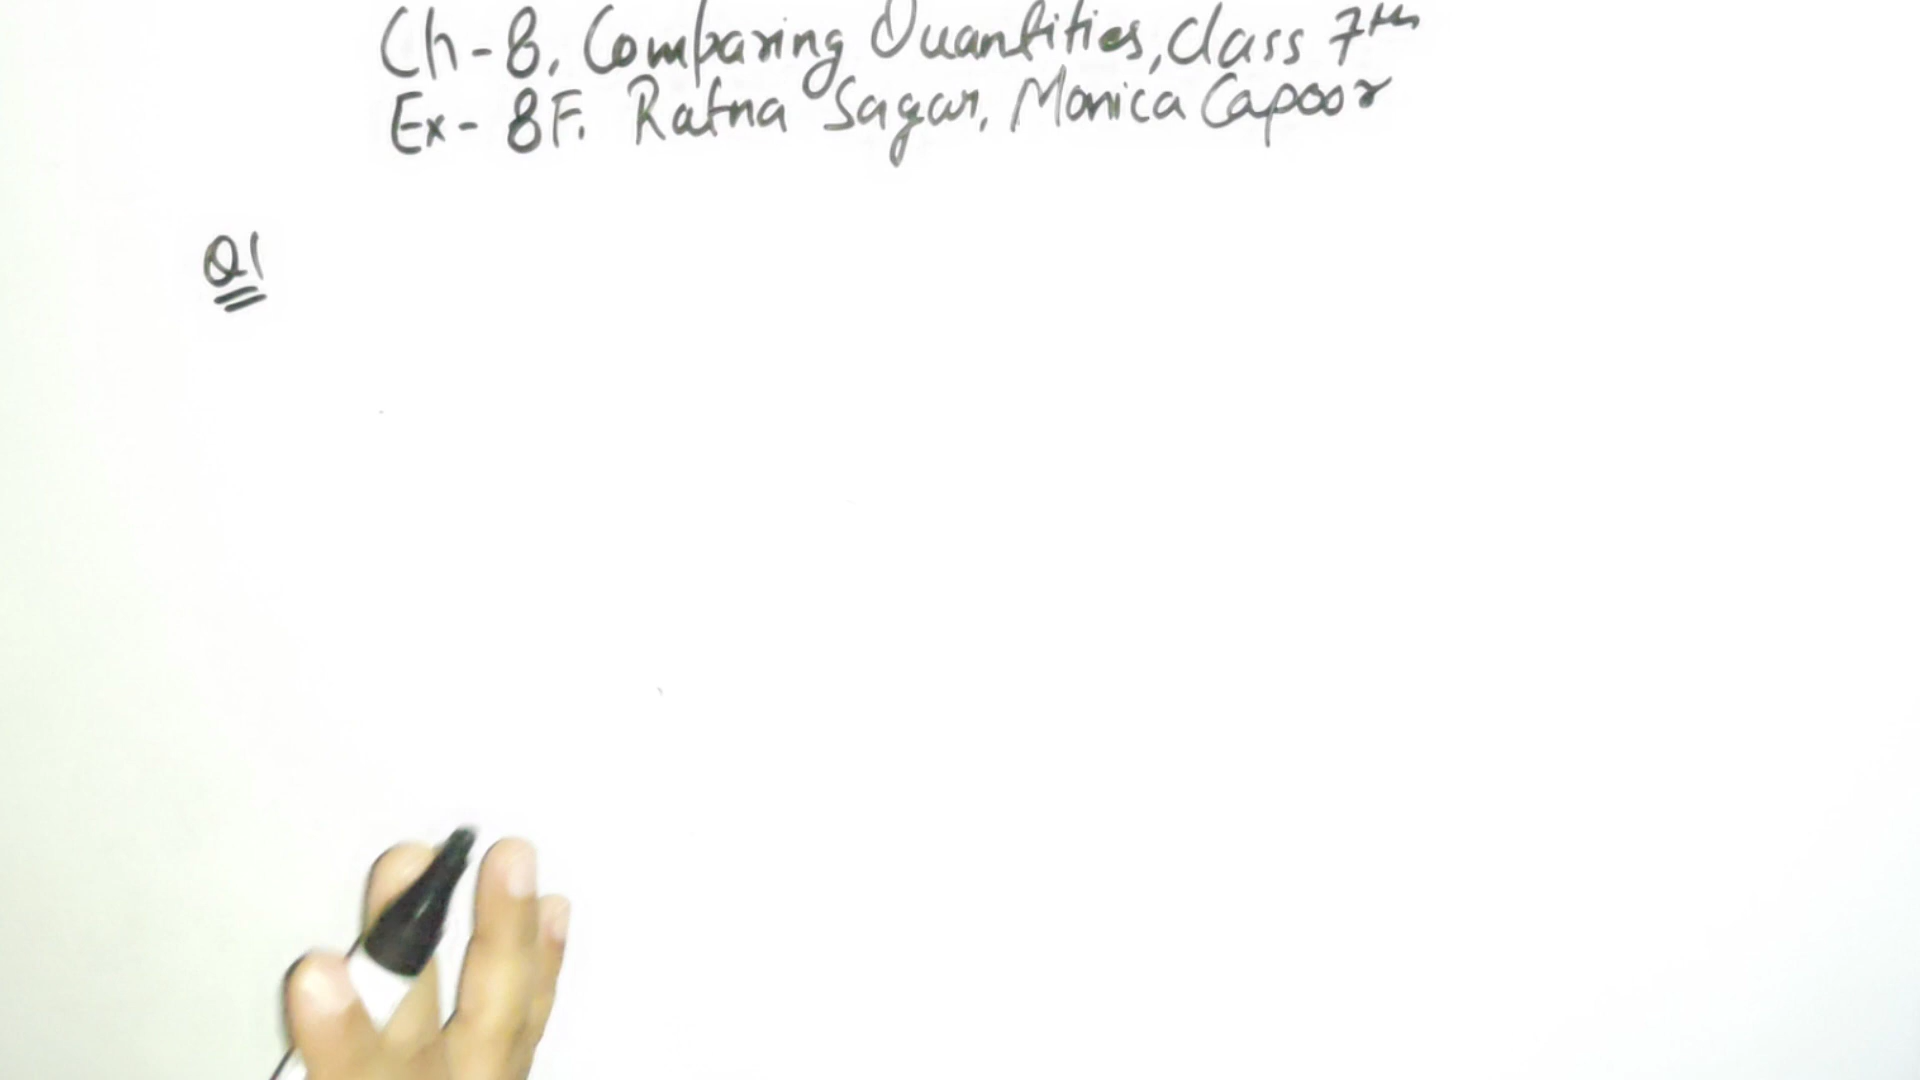 Ch-8, Comparing Quantities, Class 7th
Ex- 8F. Ratna Sagar, Monica Capoor
Q1